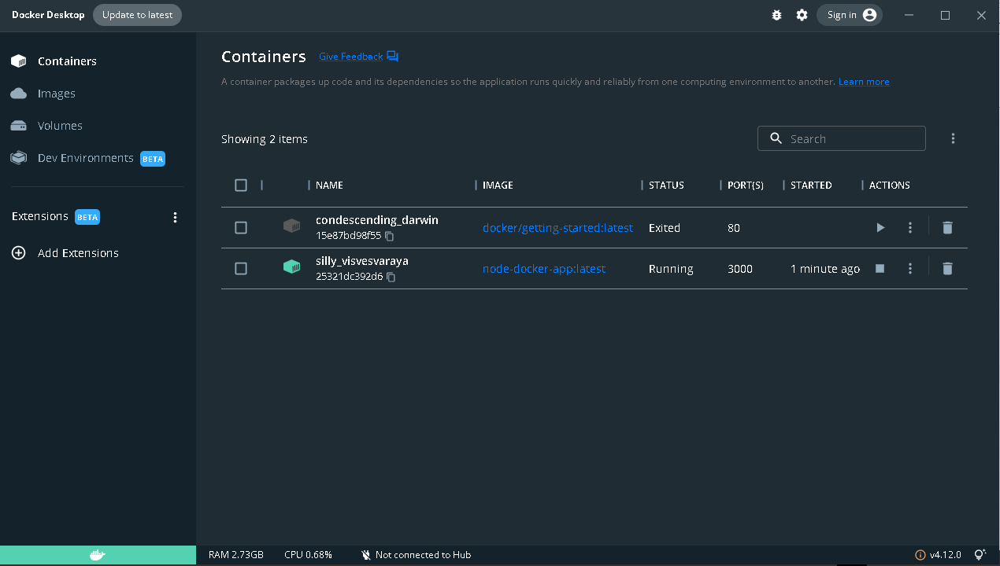 Docker Desktop Update to latest Sign in
Containers
Images
Volumes
Dev Environments BETA
Extensions BETA
Add Extensions
Containers Give Feedback
A container packages up code and its dependencies so the application runs quickly and reliably from one computing environment to another. Learn more
Showing 2 items Search
NAME IMAGE STATUS PORT(S) STARTED ACTIONS
condescending_darwin
15e87bd98f55 docker/getting-started:latest Exited 80
silly_visvesvaraya
25321dc392d6 node-docker-app:latest Running 3000 1 minute ago
RAM 2.73GB CPU 0.68% Not connected to Hub v4.12.0